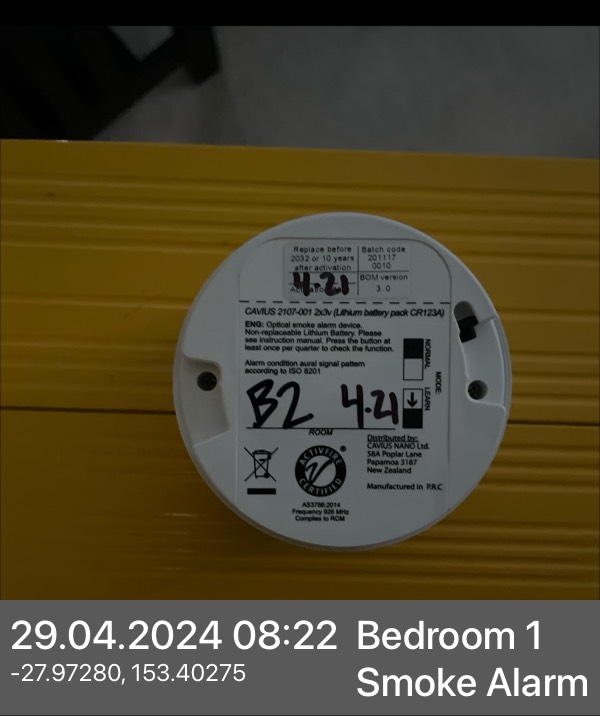 Replace before
2032 or 10 years
after activation
4.21
Batch code
201117
0010
BOM version
3.0
CAVIUS 2107-001 2x3v (Lithium battery pack CR123A)
ENG: Optical smoke alarm device.
Non-replaceable Lithium Battery. Please
see instruction manual. Press the button at
least once per quarter to check the function.
Alarm condition aural signal pattern
according to ISO 8201
NORMAL
MODE:
LEARN
B2 4.21
ROOM
ACTIVFIRE
CERTIFIED
®
AS3786:2014
Frequency 926 MHz
Complies to RCM
Distributed by:
CAVIUS NANO Ltd.
58A Poplar Lane
Papamoa 3187
New Zealand
Manufactured in P.R.C
29.04.2024 08:22
-27.97280, 153.40275
Bedroom 1
Smoke Alarm